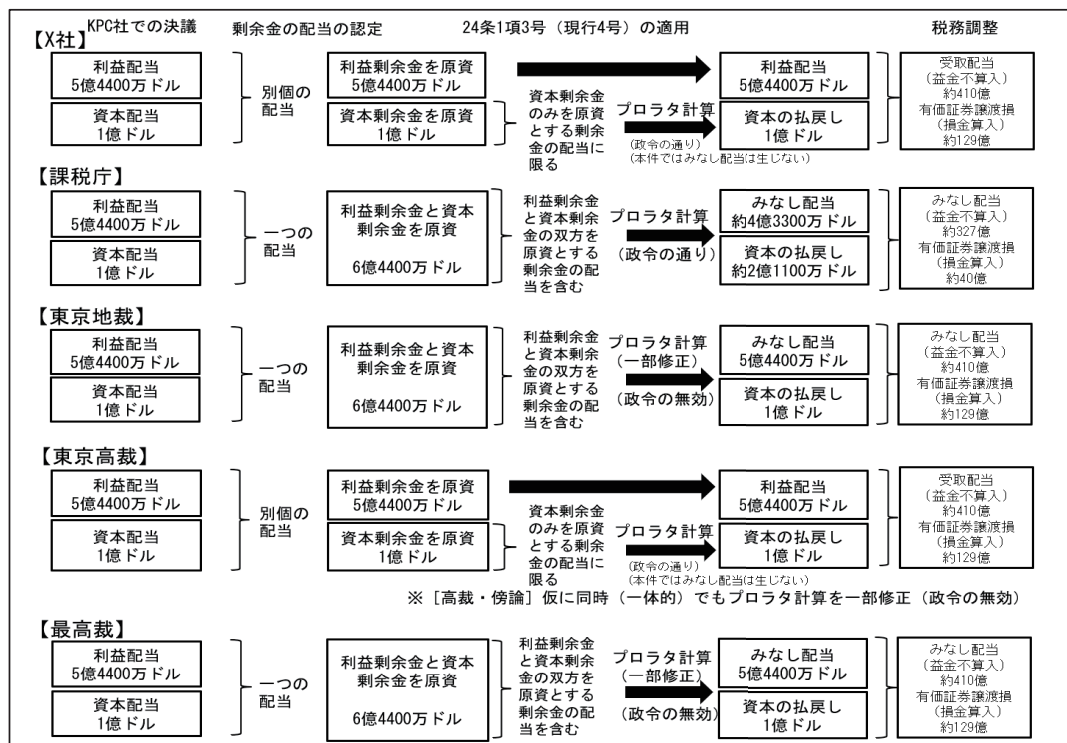 KPC社での決議
剰余金の配当の認定
24条1項3号（現行4号）の適用
税務調整
【X社】
利益配当
5億4400万ドル
資本配当
1億ドル
別個の
配当
利益剰余金を原資
5億4400万ドル
資本剰余金を原資
1億ドル
資本剰余金
のみを原資
とする剰余
金の配当に
限る
プロラタ計算
(政令の通り)
(本件ではみなし配当は生じない)
利益配当
5億4400万ドル
資本の払戻し
1億ドル
受取配当
(益金不算入)
約410億
有価証券譲渡損
(損金算入)
約129億
【課税庁】
利益配当
5億4400万ドル
資本配当
1億ドル
一つの
配当
利益剰余金と資本
剰余金を原資
6億4400万ドル
利益剰余金
と資本剰余
金の双方を
原資とする
剰余金の配
当を含む
プロラタ計算
(政令の通り)
みなし配当
約4億3300万ドル
資本の払戻し
約2億1100万ドル
みなし配当
(益金不算入)
約327億
有価証券譲渡損
(損金算入)
約40億
【東京地裁】
利益配当
5億4400万ドル
資本配当
1億ドル
一つの
配当
利益剰余金と資本
剰余金を原資
6億4400万ドル
利益剰余金
と資本剰余
金の双方を
原資とする
剰余金の配
当を含む
プロラタ計算
(一部修正)
(政令の無効)
みなし配当
5億4400万ドル
資本の払戻し
1億ドル
みなし配当
(益金不算入)
約410億
有価証券譲渡損
(損金算入)
約129億
【東京高裁】
利益配当
5億4400万ドル
資本配当
1億ドル
別個の
配当
利益剰余金を原資
5億4400万ドル
資本剰余金を原資
1億ドル
資本剰余金
のみを原資
とする剰余
金の配当に
限る
プロラタ計算
(政令の通り)
(本件ではみなし配当は生じない)
利益配当
5億4400万ドル
資本の払戻し
1億ドル
受取配当
(益金不算入)
約410億
有価証券譲渡損
(損金算入)
約129億
※［高裁・傍論］仮に同時（一体的）でもプロラタ計算を一部修正（政令の無効）
【最高裁】
利益配当
5億4400万ドル
資本配当
1億ドル
一つの
配当
利益剰余金と資本
剰余金を原資
6億4400万ドル
利益剰余金
と資本剰余
金の双方を
原資とする
剰余金の配
当を含む
プロラタ計算
(一部修正)
(政令の無効)
みなし配当
5億4400万ドル
資本の払戻し
1億ドル
みなし配当
(益金不算入)
約410億
有価証券譲渡損
(損金算入)
約129億